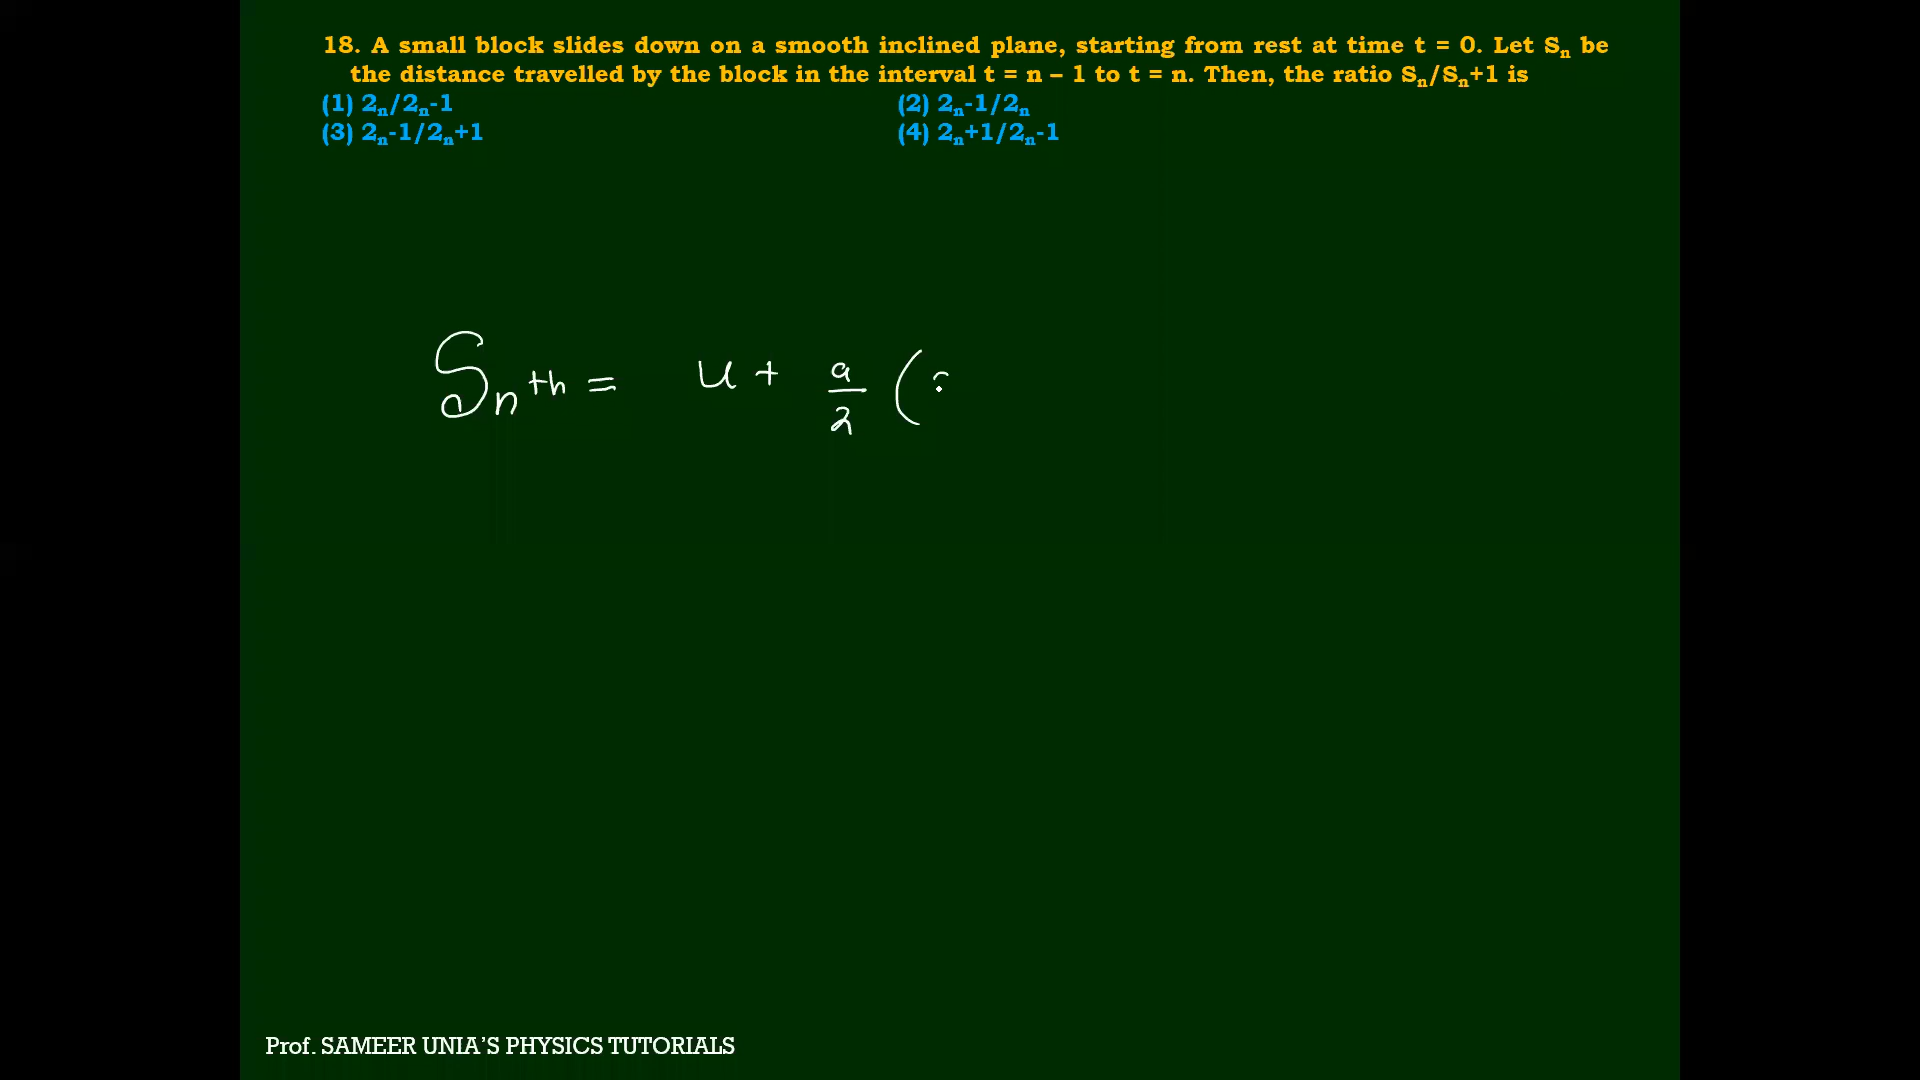 18. A small block slides down on a smooth inclined plane, starting from rest at time t = 0. Let Sₙ be
the distance travelled by the block in the interval t = n – 1 to t = n. Then, the ratio Sₙ/Sₙ+1 is
(1) 2ₙ/2ₙ-1 (2) 2ₙ-1/2ₙ
(3) 2ₙ-1/2ₙ+1 (4) 2ₙ+1/2ₙ-1
Sₙth = u + a/2 (
Prof. SAMEER UNIA'S PHYSICS TUTORIALS